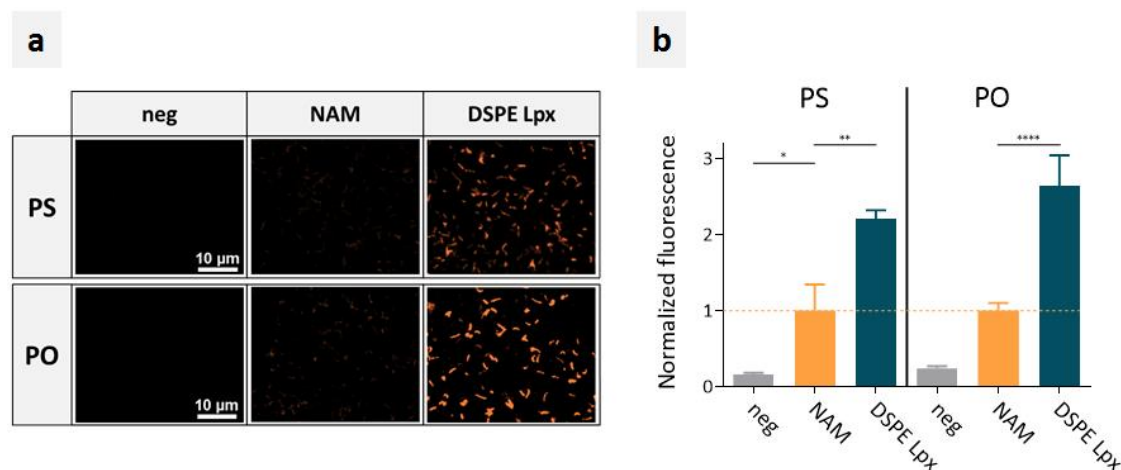 a
neg NAM DSPE Lpx
PS
10 µm
PO
10 µm
b
PS PO
Normalized fluorescence
3
2
1
0
* ** ****
neg NAM DSPE Lpx neg NAM DSPE Lpx